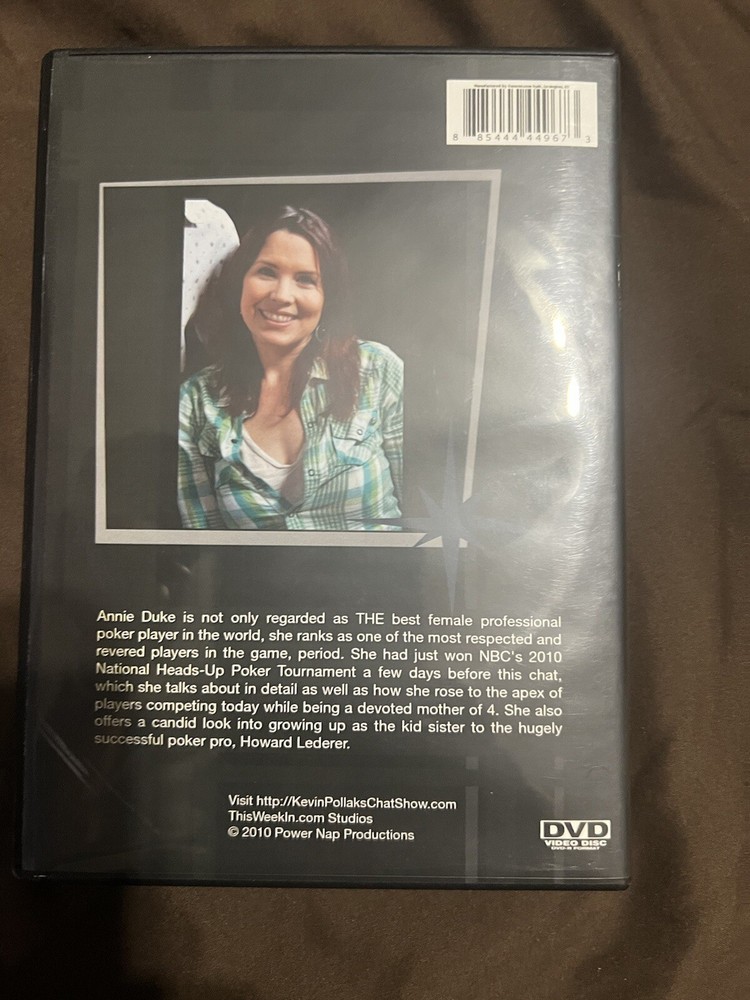 8 85444 44967 3
Annie Duke is not only regarded as THE best female professional
poker player in the world, she ranks as one of the most respected and
revered players in the game, period. She had just won NBC's 2010
National Heads-Up Poker Tournament a few days before this chat,
which she talks about in detail as well as how she rose to the apex of
players competing today while being a devoted mother of 4. She also
offers a candid look into growing up as the kid sister to the hugely
successful poker pro, Howard Lederer.
Visit http://KevinPollaksChatShow.com
ThisWeekIn.com Studios
© 2010 Power Nap Productions
DVD
VIDEO DISC
DVD-R FORMAT